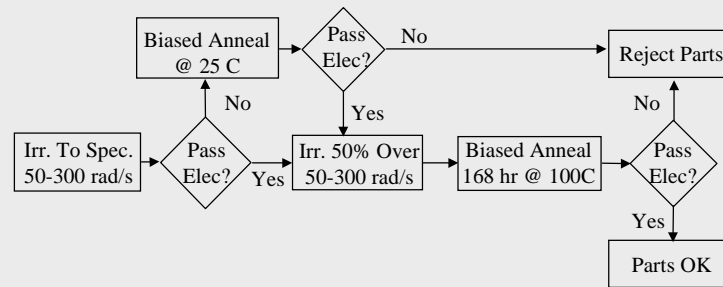 Biased Anneal
@ 25 C
Pass
Elec?
No
Reject Parts
No
Yes
No
Irr. To Spec.
50-300 rad/s
Pass
Elec?
Yes
Irr. 50% Over
50-300 rad/s
Biased Anneal
168 hr @ 100C
Pass
Elec?
Yes
Parts OK